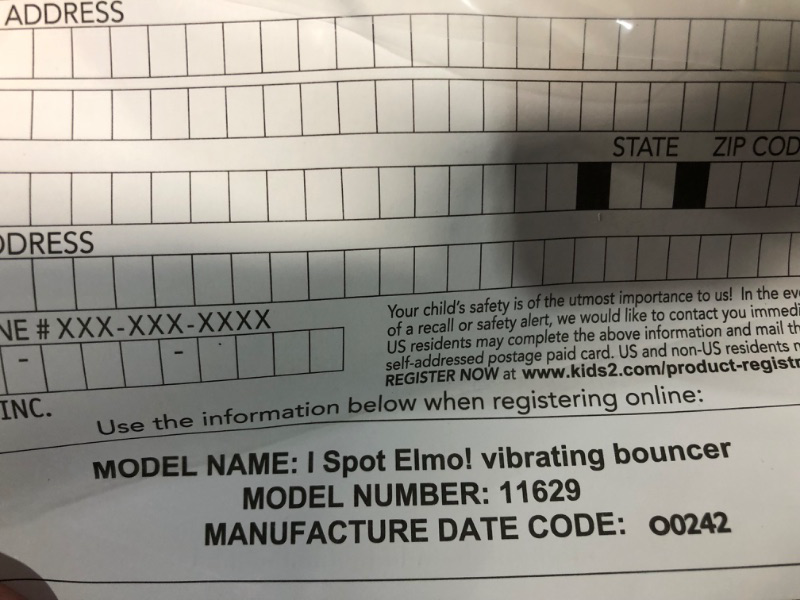 ADDRESS
STATE ZIP COD
DDRESS
NE # XXX-XXX-XXXX
- -
Your child's safety is of the utmost importance to us! In the eve
of a recall or safety alert, we would like to contact you immedi
US residents may complete the above information and mail th
self-addressed postage paid card. US and non-US residents m
REGISTER NOW at www.kids2.com/product-registr
INC.
Use the information below when registering online:
MODEL NAME: I Spot Elmo! vibrating bouncer
MODEL NUMBER: 11629
MANUFACTURE DATE CODE: OO242